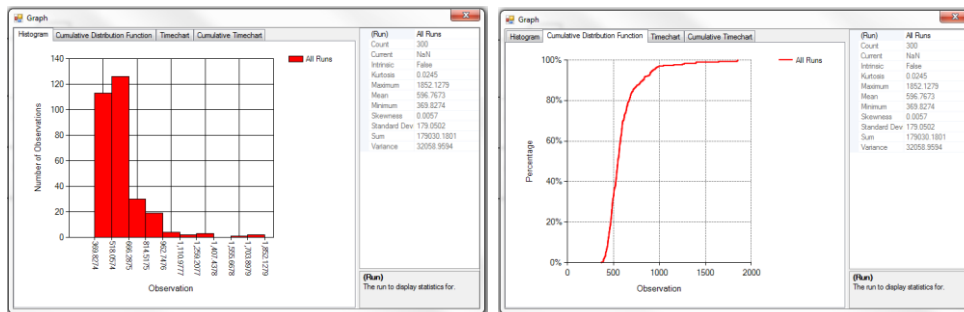 Graph
Histogram Cumulative Distribution Function Timechart Cumulative Timechart
All Runs
Number of Observations
140
120
100
80
60
40
20
0
369.8274
518.0574
666.2875
814.5175
962.7476
1,110.9777
1,259.2077
1,407.4378
1,555.6678
1,703.8979
1,852.1279
Observation
(Run) All Runs
Count 300
Current NaN
Intrinsic False
Kurtosis 0.0245
Maximum 1852.1279
Mean 596.7673
Minimum 369.8274
Skewness 0.0057
Standard Dev 179.0502
Sum 179030.1801
Variance 32058.9594
(Run)
The run to display statistics for.
Graph
Histogram Cumulative Distribution Function Timechart Cumulative Timechart
All Runs
Percentage
100%
80%
60%
40%
20%
0%
0 500 1000 1500 2000
Observation
(Run) All Runs
Count 300
Current NaN
Intrinsic False
Kurtosis 0.0245
Maximum 1852.1279
Mean 596.7673
Minimum 369.8274
Skewness 0.0057
Standard Dev 179.0502
Sum 179030.1801
Variance 32058.9594
(Run)
The run to display statistics for.